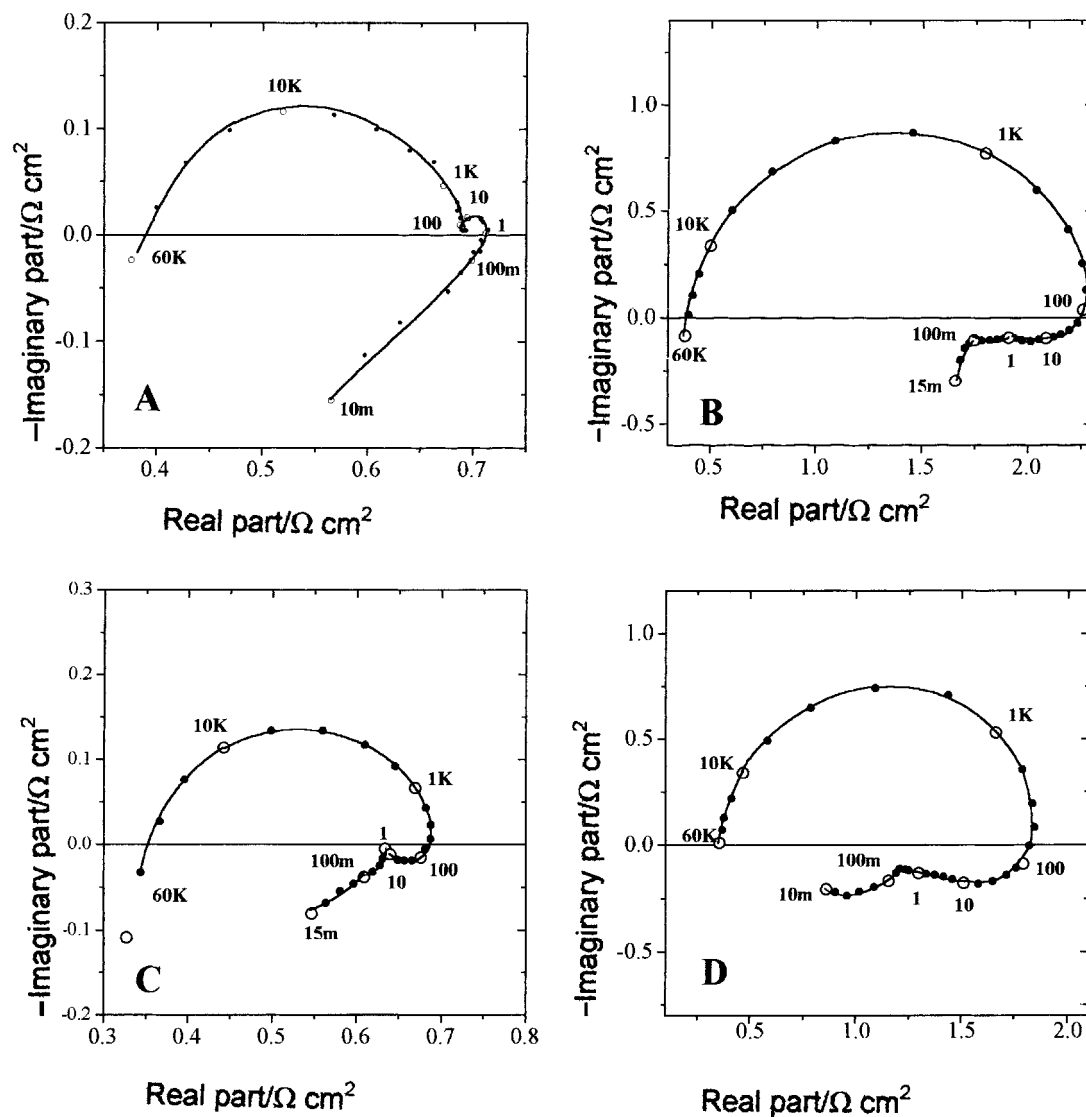 0.2
0.1
0.0
-0.1
-0.2
−Imaginary part/Ω cm²
10K
1K
10
100
1
60K
100m
10m
A
0.4 0.5 0.6 0.7
Real part/Ω cm²
1.0
0.5
0.0
-0.5
−Imaginary part/Ω cm²
1K
10K
100
100m
1
10
60K
15m
B
0.5 1.0 1.5 2.0
Real part/Ω cm²
0.3
0.2
0.1
0.0
-0.1
-0.2
−Imaginary part/Ω cm²
10K
1K
1
100m
10
100
60K
15m
C
0.3 0.4 0.5 0.6 0.7 0.8
Real part/Ω cm²
1.0
0.5
0.0
-0.5
−Imaginary part/Ω cm²
1K
10K
60K
100m
100
10m
1
10
D
0.5 1.0 1.5 2.0
Real part/Ω cm²